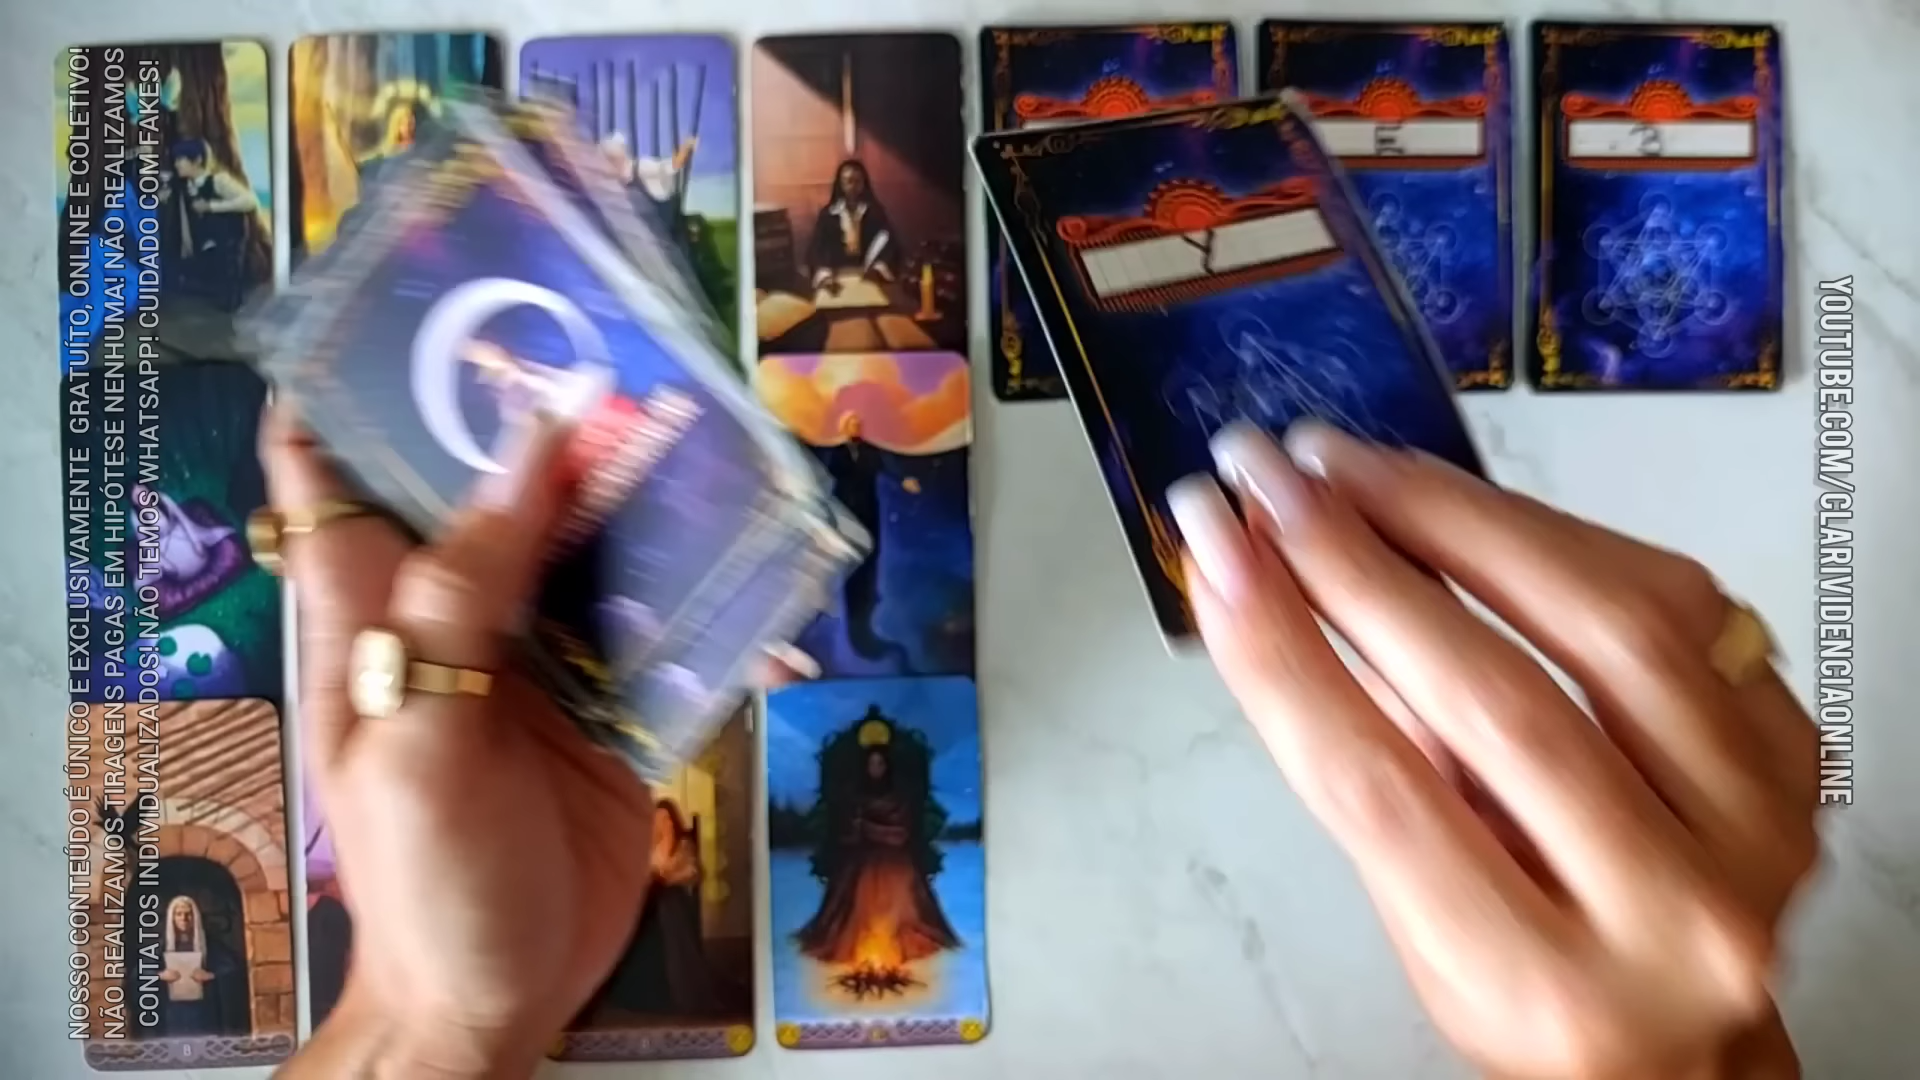 NOSSO CONTEÚDO É ÚNICO E EXCLUSIVAMENTE GRATUÍTO, ONLINE E COLETIVO!
NÃO REALIZAMOS TIRAGENS PAGAS EM HIPÓTESE NENHUMA! NÃO REALIZAMOS
CONTATOS INDIVIDUALIZADOS! NÃO TEMOS WHATSAPP! CUIDADO COM FAKES!
YOUTUBE.COM/CLARIVIDENCIAONLINE